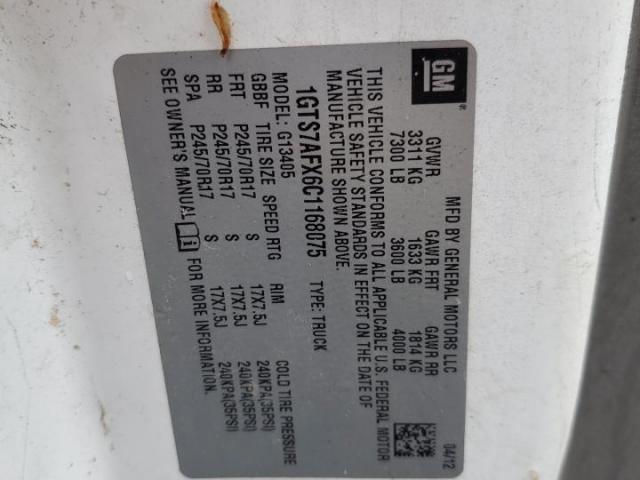 GM
MFD BY GENERAL MOTORS LLC 04/12
GVWR GAWR FRT GAWR RR
3311 KG 1633 KG 1814 KG
7300 LB 3600 LB 4000 LB
THIS VEHICLE CONFORMS TO ALL APPLICABLE U.S. FEDERAL MOTOR
VEHICLE SAFETY STANDARDS IN EFFECT ON THE DATE OF
MANUFACTURE SHOWN ABOVE.
1GTS7AFX6C1168075 TYPE: TRUCK
MODEL: G13405
GBBF TIRE SIZE SPEED RTG RIM COLD TIRE PRESSURE
FRT P245/70R17 S 17X7.5J 240KPA(35PSI)
RR P245/70R17 S 17X7.5J 240KPA(35PSI)
SPA P245/70R17 S 17X7.5J 240KPA(35PSI)
SEE OWNER'S MANUAL i FOR MORE INFORMATION.